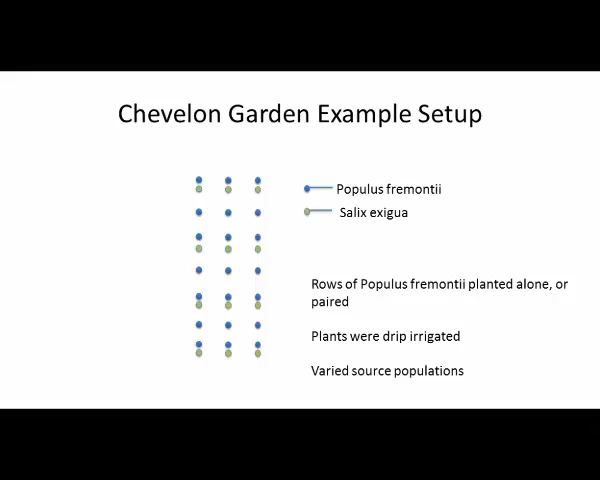 Chevelon Garden Example Setup
Populus fremontii
Salix exigua
Rows of Populus fremontii planted alone, or
paired
Plants were drip irrigated
Varied source populations